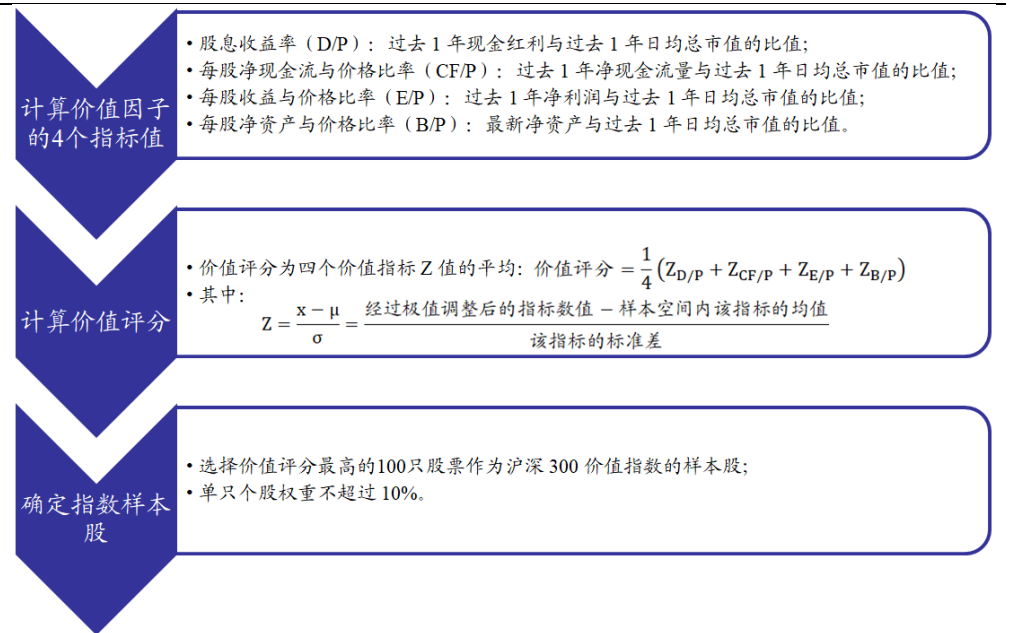 计算价值因子
的4个指标值
• 股息收益率（D/P）：过去 1 年现金红利与过去 1 年日均总市值的比值；
• 每股净现金流与价格比率（CF/P）：过去 1 年净现金流量与过去 1 年日均总市值的比值；
• 每股收益与价格比率（E/P）：过去 1 年净利润与过去 1 年日均总市值的比值；
• 每股净资产与价格比率（B/P）：最新净资产与过去 1 年日均总市值的比值。
计算价值评分
• 价值评分为四个价值指标 Z 值的平均：价值评分 = 1/4 (Z_{D/P} + Z_{CF/P} + Z_{E/P} + Z_{B/P})
• 其中：
Z = (x − μ)/σ = 经过极值调整后的指标数值 − 样本空间内该指标的均值
该指标的标准差
确定指数样本
股
• 选择价值评分最高的100只股票作为沪深 300 价值指数的样本股；
• 单只个股权重不超过 10%。